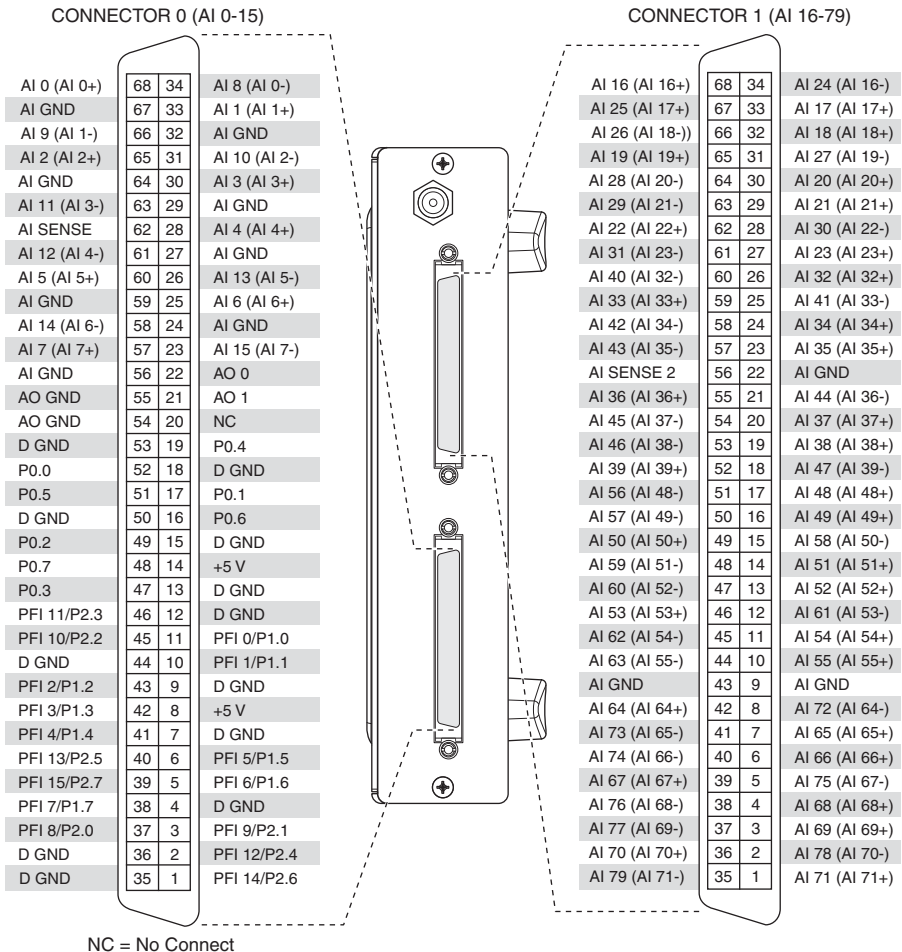 CONNECTOR 0 (AI 0-15)
AI 0 (AI 0+) 68 34 AI 8 (AI 0-)
AI GND 67 33 AI 1 (AI 1+)
AI 9 (AI 1-) 66 32 AI GND
AI 2 (AI 2+) 65 31 AI 10 (AI 2-)
AI GND 64 30 AI 3 (AI 3+)
AI 11 (AI 3-) 63 29 AI GND
AI SENSE 62 28 AI 4 (AI 4+)
AI 12 (AI 4-) 61 27 AI GND
AI 5 (AI 5+) 60 26 AI 13 (AI 5-)
AI GND 59 25 AI 6 (AI 6+)
AI 14 (AI 6-) 58 24 AI GND
AI 7 (AI 7+) 57 23 AI 15 (AI 7-)
AI GND 56 22 AO 0
AO GND 55 21 AO 1
AO GND 54 20 NC
D GND 53 19 P0.4
P0.0 52 18 D GND
P0.5 51 17 P0.1
D GND 50 16 P0.6
P0.2 49 15 D GND
P0.7 48 14 +5 V
P0.3 47 13 D GND
PFI 11/P2.3 46 12 D GND
PFI 10/P2.2 45 11 PFI 0/P1.0
D GND 44 10 PFI 1/P1.1
PFI 2/P1.2 43 9 D GND
PFI 3/P1.3 42 8 +5 V
PFI 4/P1.4 41 7 D GND
PFI 13/P2.5 40 6 PFI 5/P1.5
PFI 15/P2.7 39 5 PFI 6/P1.6
PFI 7/P1.7 38 4 D GND
PFI 8/P2.0 37 3 PFI 9/P2.1
D GND 36 2 PFI 12/P2.4
D GND 35 1 PFI 14/P2.6
NC = No Connect
CONNECTOR 1 (AI 16-79)
AI 16 (AI 16+) 68 34 AI 24 (AI 16-)
AI 25 (AI 17+) 67 33 AI 17 (AI 17+)
AI 26 (AI 18-)) 66 32 AI 18 (AI 18+)
AI 19 (AI 19+) 65 31 AI 27 (AI 19-)
AI 28 (AI 20-) 64 30 AI 20 (AI 20+)
AI 29 (AI 21-) 63 29 AI 21 (AI 21+)
AI 22 (AI 22+) 62 28 AI 30 (AI 22-)
AI 31 (AI 23-) 61 27 AI 23 (AI 23+)
AI 40 (AI 32-) 60 26 AI 32 (AI 32+)
AI 33 (AI 33+) 59 25 AI 41 (AI 33-)
AI 42 (AI 34-) 58 24 AI 34 (AI 34+)
AI 43 (AI 35-) 57 23 AI 35 (AI 35+)
AI SENSE 2 56 22 AI GND
AI 36 (AI 36+) 55 21 AI 44 (AI 36-)
AI 45 (AI 37-) 54 20 AI 37 (AI 37+)
AI 46 (AI 38-) 53 19 AI 38 (AI 38+)
AI 39 (AI 39+) 52 18 AI 47 (AI 39-)
AI 56 (AI 48-) 51 17 AI 48 (AI 48+)
AI 57 (AI 49-) 50 16 AI 49 (AI 49+)
AI 50 (AI 50+) 49 15 AI 58 (AI 50-)
AI 59 (AI 51-) 48 14 AI 51 (AI 51+)
AI 60 (AI 52-) 47 13 AI 52 (AI 52+)
AI 53 (AI 53+) 46 12 AI 61 (AI 53-)
AI 62 (AI 54-) 45 11 AI 54 (AI 54+)
AI 63 (AI 55-) 44 10 AI 55 (AI 55+)
AI GND 43 9 AI GND
AI 64 (AI 64+) 42 8 AI 72 (AI 64-)
AI 73 (AI 65-) 41 7 AI 65 (AI 65+)
AI 74 (AI 66-) 40 6 AI 66 (AI 66+)
AI 67 (AI 67+) 39 5 AI 75 (AI 67-)
AI 76 (AI 68-) 38 4 AI 68 (AI 68+)
AI 77 (AI 69-) 37 3 AI 69 (AI 69+)
AI 70 (AI 70+) 36 2 AI 78 (AI 70-)
AI 79 (AI 71-) 35 1 AI 71 (AI 71+)